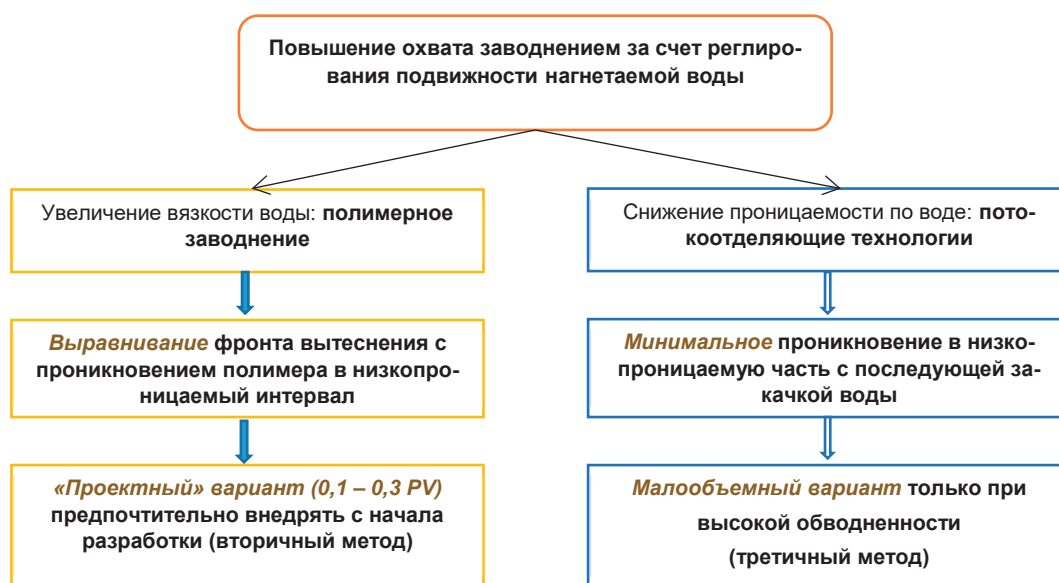 Повышение охвата заводнением за счет реглиро-
вания подвижности нагнетаемой воды
Увеличение вязкости воды: полимерное
заводнение
Выравнивание фронта вытеснения с
проникновением полимера в низкопро-
ницаемый интервал
«Проектный» вариант (0,1 – 0,3 PV)
предпочтительно внедрять с начала
разработки (вторичный метод)
Снижение проницаемости по воде: пото-
коотделяющие технологии
Минимальное проникновение в низко-
проницаемую часть с последующей за-
качкой воды
Малообъемный вариант только при
высокой обводненности
(третичный метод)